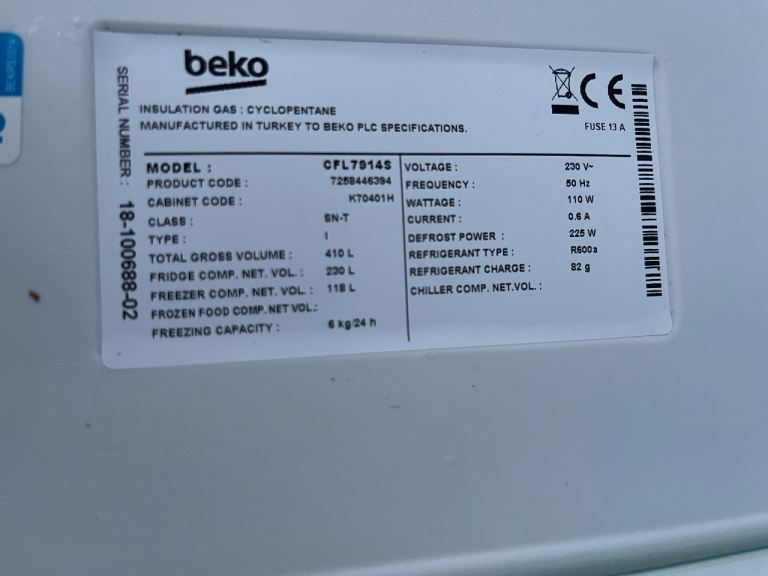 beko
INSULATION GAS : CYCLOPENTANE
MANUFACTURED IN TURKEY TO BEKO PLC SPECIFICATIONS.
CE
FUSE 13 A
SERIAL NUMBER : 18-100688-02
MODEL : CFL7914S
PRODUCT CODE : 7258446394
CABINET CODE : K70401H
CLASS : SN-T
TYPE : I
TOTAL GROSS VOLUME : 410 L
FRIDGE COMP. NET. VOL. : 230 L
FREEZER COMP. NET. VOL. : 118 L
FROZEN FOOD COMP. NET VOL.:
FREEZING CAPACITY : 6 kg/24 h
VOLTAGE : 230 V~
FREQUENCY : 50 Hz
WATTAGE : 110 W
CURRENT : 0.6 A
DEFROST POWER : 225 W
REFRIGERANT TYPE : R600a
REFRIGERANT CHARGE : 82 g
CHILLER COMP. NET.VOL. :